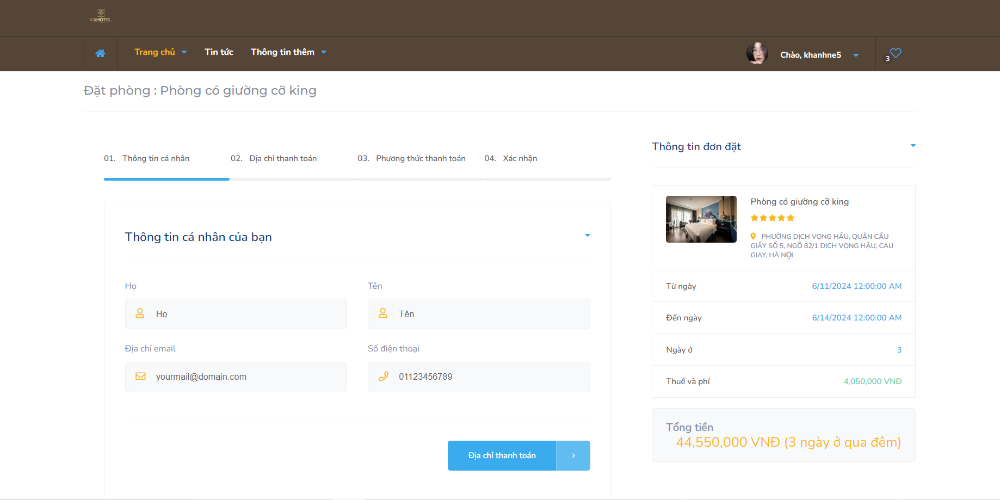 KAHOTEL
Trang chủ
Tin tức
Thông tin thêm
Chào, khanhne5
3
Đặt phòng : Phòng có giường cỡ king
01. Thông tin cá nhân
02. Địa chỉ thanh toán
03. Phương thức thanh toán
04. Xác nhận
Thông tin cá nhân của bạn
Họ
Tên
Họ
Tên
Địa chỉ email
Số điện thoại
yourmail@domain.com
01123456789
Địa chỉ thanh toán
Thông tin đơn đặt
Phòng có giường cỡ king
PHƯỜNG DỊCH VỌNG HẦU, QUẬN CẦU
GIẤY SỐ 5, NGÕ 82/1 DỊCH VỌNG HẬU, CAU
GIAY, HÀ NỘI
Từ ngày 6/11/2024 12:00:00 AM
Đến ngày 6/14/2024 12:00:00 AM
Ngày ở 3
Thuế và phí 4,050,000 VNĐ
Tổng tiền
44,550,000 VNĐ (3 ngày ở qua đêm)